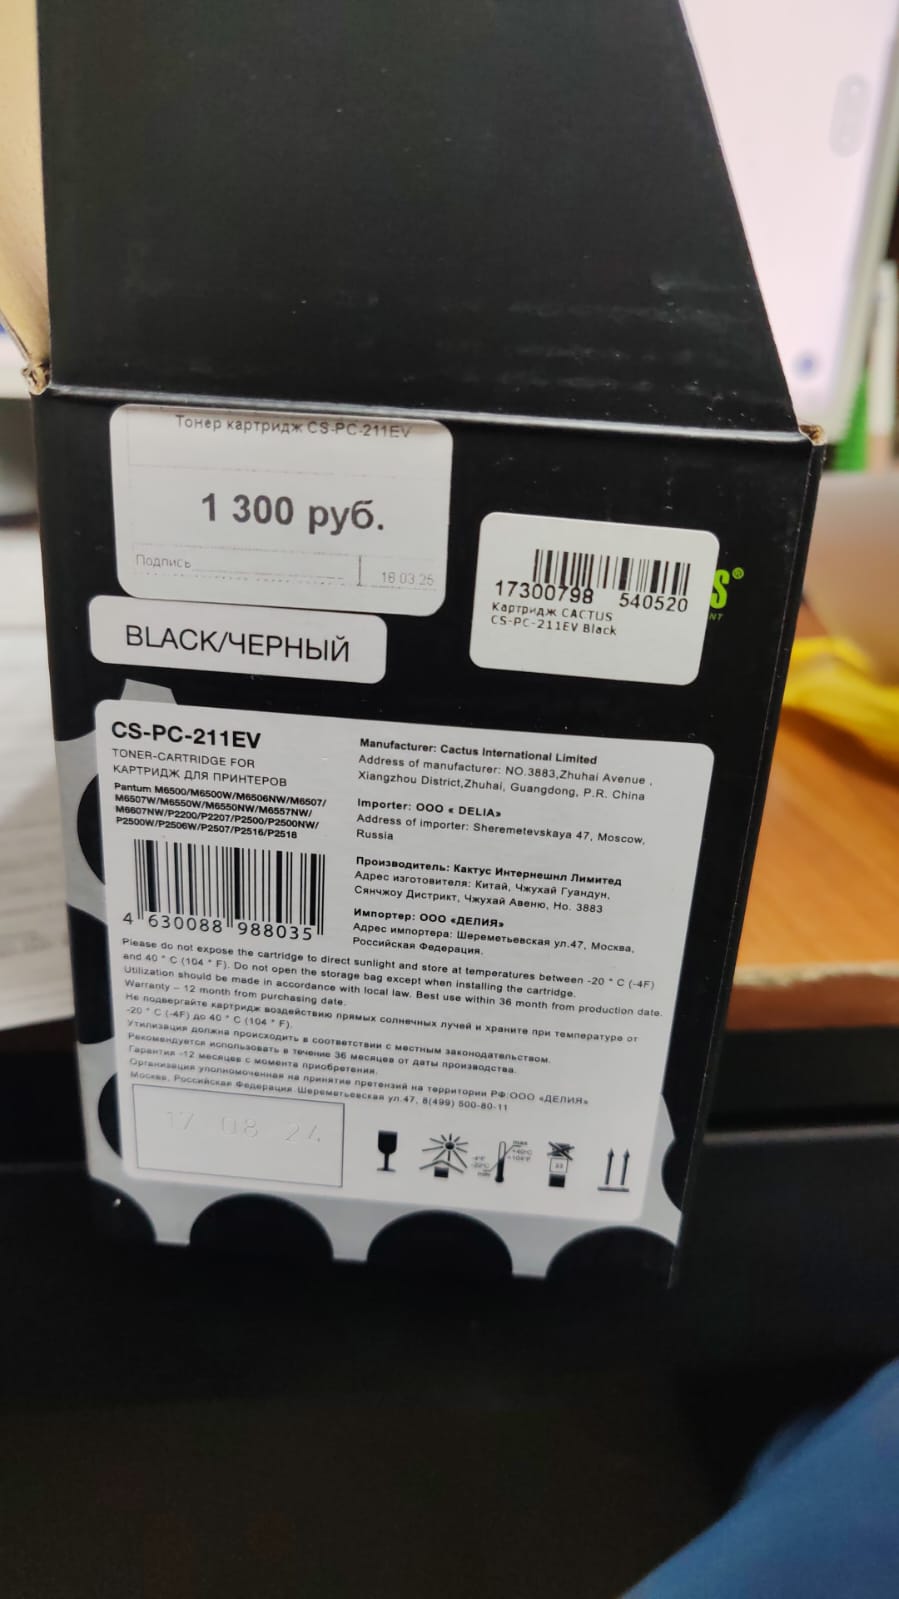 Тонер картридж CS-PC-211EV
1 300 руб.
Подпись
18.03.25
17300798 540520
Картридж CACTUS
CS-PC-211EV Black
S®
NT
BLACK/ЧЕРНЫЙ
CS-PC-211EV
TONER-CARTRIDGE FOR
КАРТРИДЖ ДЛЯ ПРИНТЕРОВ
Pantum M6500/M6500W/M6506NW/M6507/
M6507W/M6550W/M6550NW/M6557NW/
M6607NW/P2200/P2207/P2500/P2500NW/
P2500W/P2506W/P2507/P2516/P2518
4 630088 988035
Manufacturer: Cactus International Limited
Address of manufacturer: NO.3883,Zhuhai Avenue ,
Xiangzhou District,Zhuhai, Guangdong, P.R. China
Importer: OOO « DELIA»
Address of importer: Sheremetevskaya 47, Moscow,
Russia
Производитель: Кактус Интернешнл Лимитед
Адрес изготовителя: Китай, Чжухай Гуандун,
Сянчжоу Дистрикт, Чжухай Авеню, Но. 3883
Импортер: ООО «ДЕЛИЯ»
Адрес импортера: Шереметьевская ул.47, Москва,
Российская Федерация.
Please do not expose the cartridge to direct sunlight and store at temperatures between -20 ° C (-4F)
and 40 ° C (104 ° F). Do not open the storage bag except when installing the cartridge.
Utilization should be made in accordance with local law. Best use within 36 month from production date.
Warranty – 12 month from purchasing date.
Не подвергайте картридж воздействию прямых солнечных лучей и храните при температуре от
-20 ° C (-4F) до 40 ° C (104 ° F).
Утилизация должна происходить в соответствии с местным законодательством.
Рекомендуется использовать в течение 36 месяцев от даты производства.
Гарантия -12 месяцев с момента приобретения.
Организация уполномоченная на принятие претензий на территории РФ:ООО «ДЕЛИЯ»
Москва, Российская Федерация. Шереметьевская ул.47, 8(499) 500-80-11
17 08 24
max
+40°C
+104°F
-4°F
-20°C
min